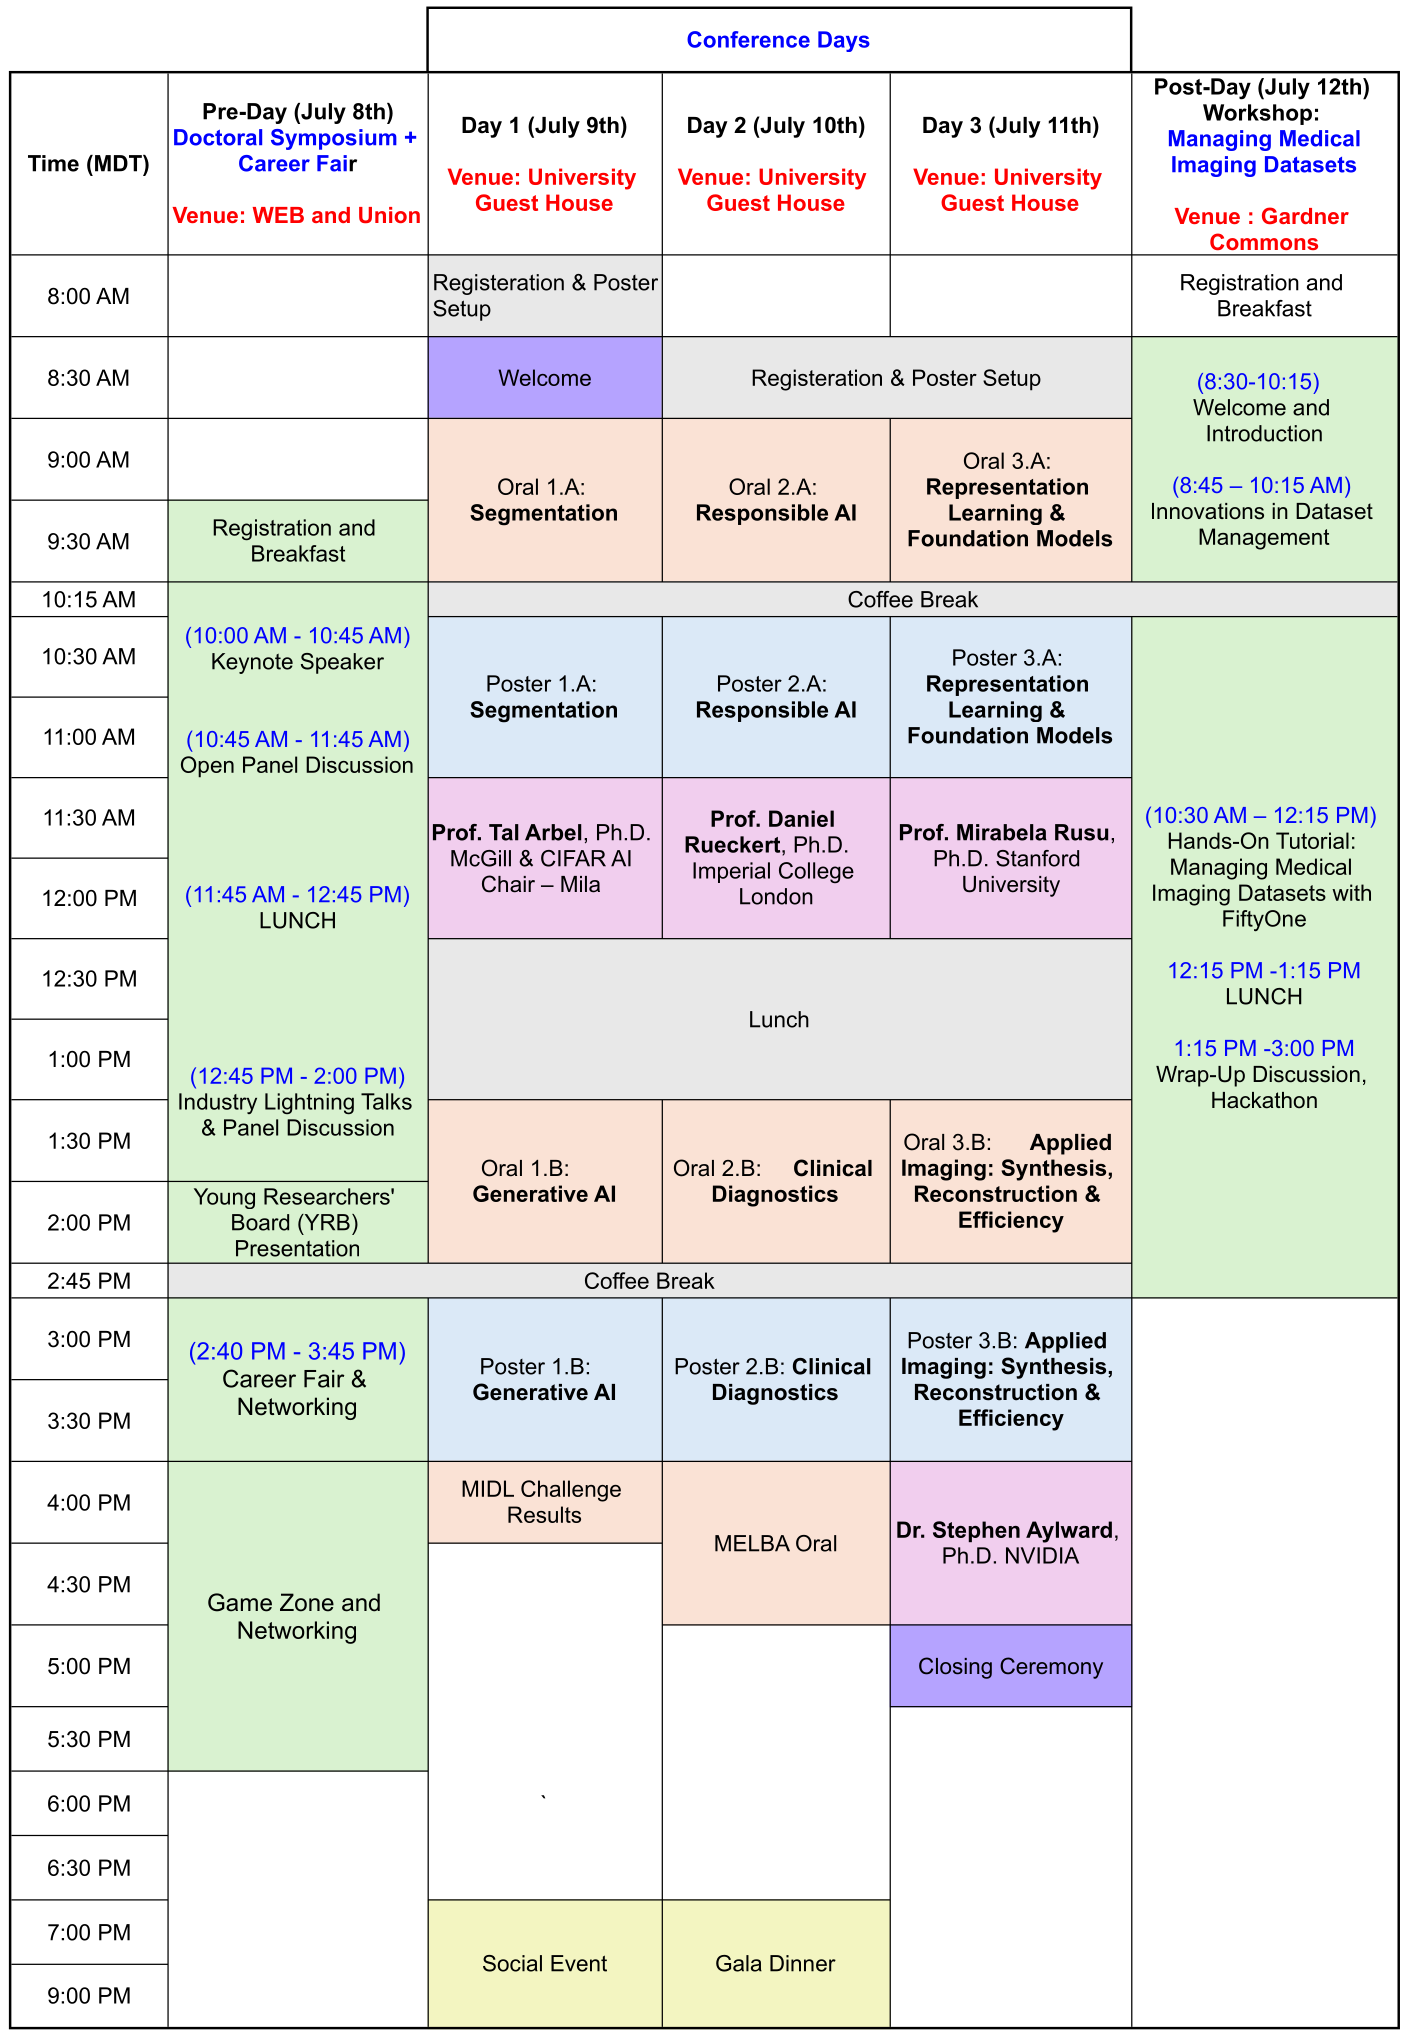 Conference Days
Time (MDT)
Pre-Day (July 8th)
Doctoral Symposium +
Career Fair
Venue: WEB and Union
Day 1 (July 9th)
Venue: University
Guest House
Day 2 (July 10th)
Venue: University
Guest House
Day 3 (July 11th)
Venue: University
Guest House
Post-Day (July 12th)
Workshop:
Managing Medical
Imaging Datasets
Venue : Gardner
Commons
8:00 AM
Registeration & Poster
Setup
Registration and
Breakfast
8:30 AM
Welcome
Registeration & Poster Setup
(8:30-10:15)
Welcome and
Introduction
(8:45 – 10:15 AM)
Innovations in Dataset
Management
9:00 AM
Oral 1.A:
Segmentation
Oral 2.A:
Responsible AI
Oral 3.A:
Representation
Learning &
Foundation Models
9:30 AM
Registration and
Breakfast
10:15 AM
Coffee Break
(10:00 AM - 10:45 AM)
Keynote Speaker
(10:45 AM - 11:45 AM)
Open Panel Discussion
(11:45 AM - 12:45 PM)
LUNCH
(12:45 PM - 2:00 PM)
Industry Lightning Talks
& Panel Discussion
10:30 AM
Poster 1.A:
Segmentation
Poster 2.A:
Responsible AI
Poster 3.A:
Representation
Learning &
Foundation Models
(10:30 AM – 12:15 PM)
Hands-On Tutorial:
Managing Medical
Imaging Datasets with
FiftyOne
12:15 PM -1:15 PM
LUNCH
1:15 PM -3:00 PM
Wrap-Up Discussion,
Hackathon
11:00 AM
11:30 AM
Prof. Tal Arbel, Ph.D.
McGill & CIFAR AI
Chair – Mila
Prof. Daniel
Rueckert, Ph.D.
Imperial College
London
Prof. Mirabela Rusu,
Ph.D. Stanford
University
12:00 PM
12:30 PM
Lunch
1:00 PM
1:30 PM
Oral 1.B:
Generative AI
Oral 2.B: Clinical
Diagnostics
Oral 3.B: Applied
Imaging: Synthesis,
Reconstruction &
Efficiency
2:00 PM
Young Researchers'
Board (YRB)
Presentation
2:45 PM
Coffee Break
3:00 PM
(2:40 PM - 3:45 PM)
Career Fair &
Networking
Poster 1.B:
Generative AI
Poster 2.B: Clinical
Diagnostics
Poster 3.B: Applied
Imaging: Synthesis,
Reconstruction &
Efficiency
3:30 PM
4:00 PM
Game Zone and
Networking
MIDL Challenge
Results
MELBA Oral
Dr. Stephen Aylward,
Ph.D. NVIDIA
4:30 PM
5:00 PM
Closing Ceremony
5:30 PM
6:00 PM
`
6:30 PM
7:00 PM
Social Event
Gala Dinner
9:00 PM